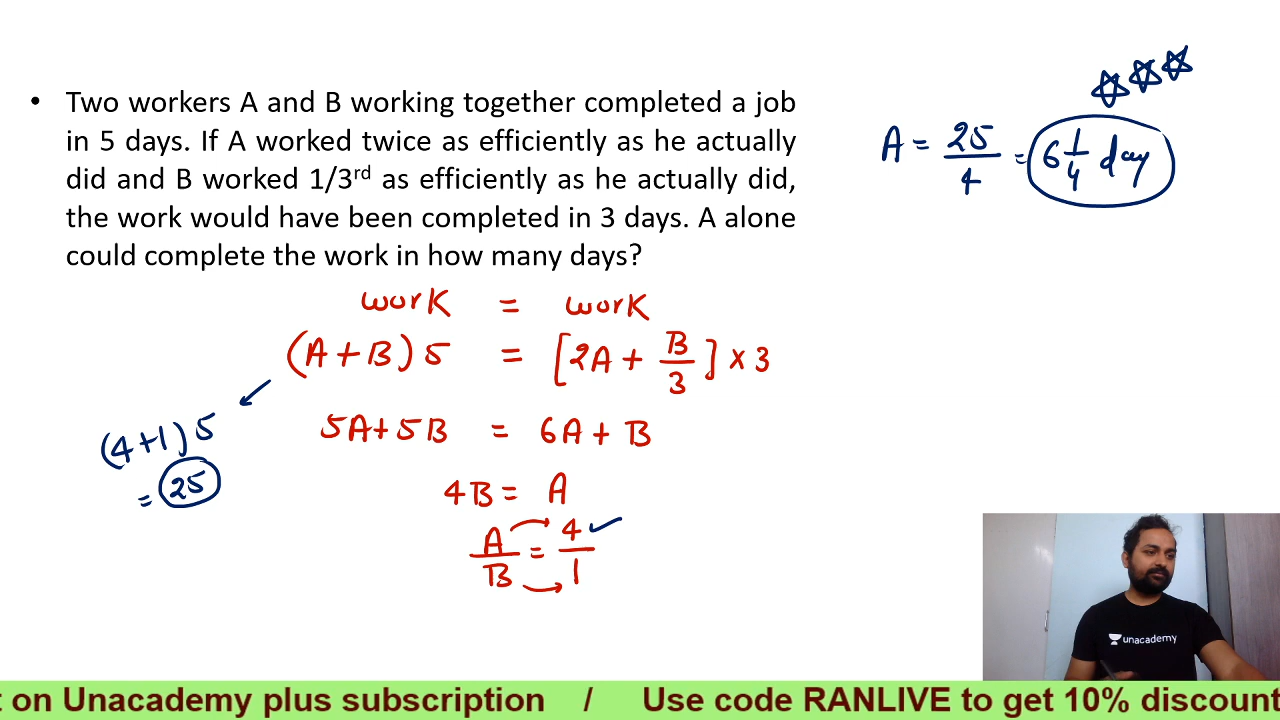 • Two workers A and B working together completed a job
in 5 days. If A worked twice as efficiently as he actually
did and B worked 1/3rd as efficiently as he actually did,
the work would have been completed in 3 days. A alone
could complete the work in how many days?
A = 25/4 = 6 1/4 day
work = work
(A+B) 5 = [2A + B/3] × 3
(4+1) 5
= 25
5A+5B = 6A + B
4B = A
A/B = 4/1
unacademy
t on Unacademy plus subscription / Use code RANLIVE to get 10% discount